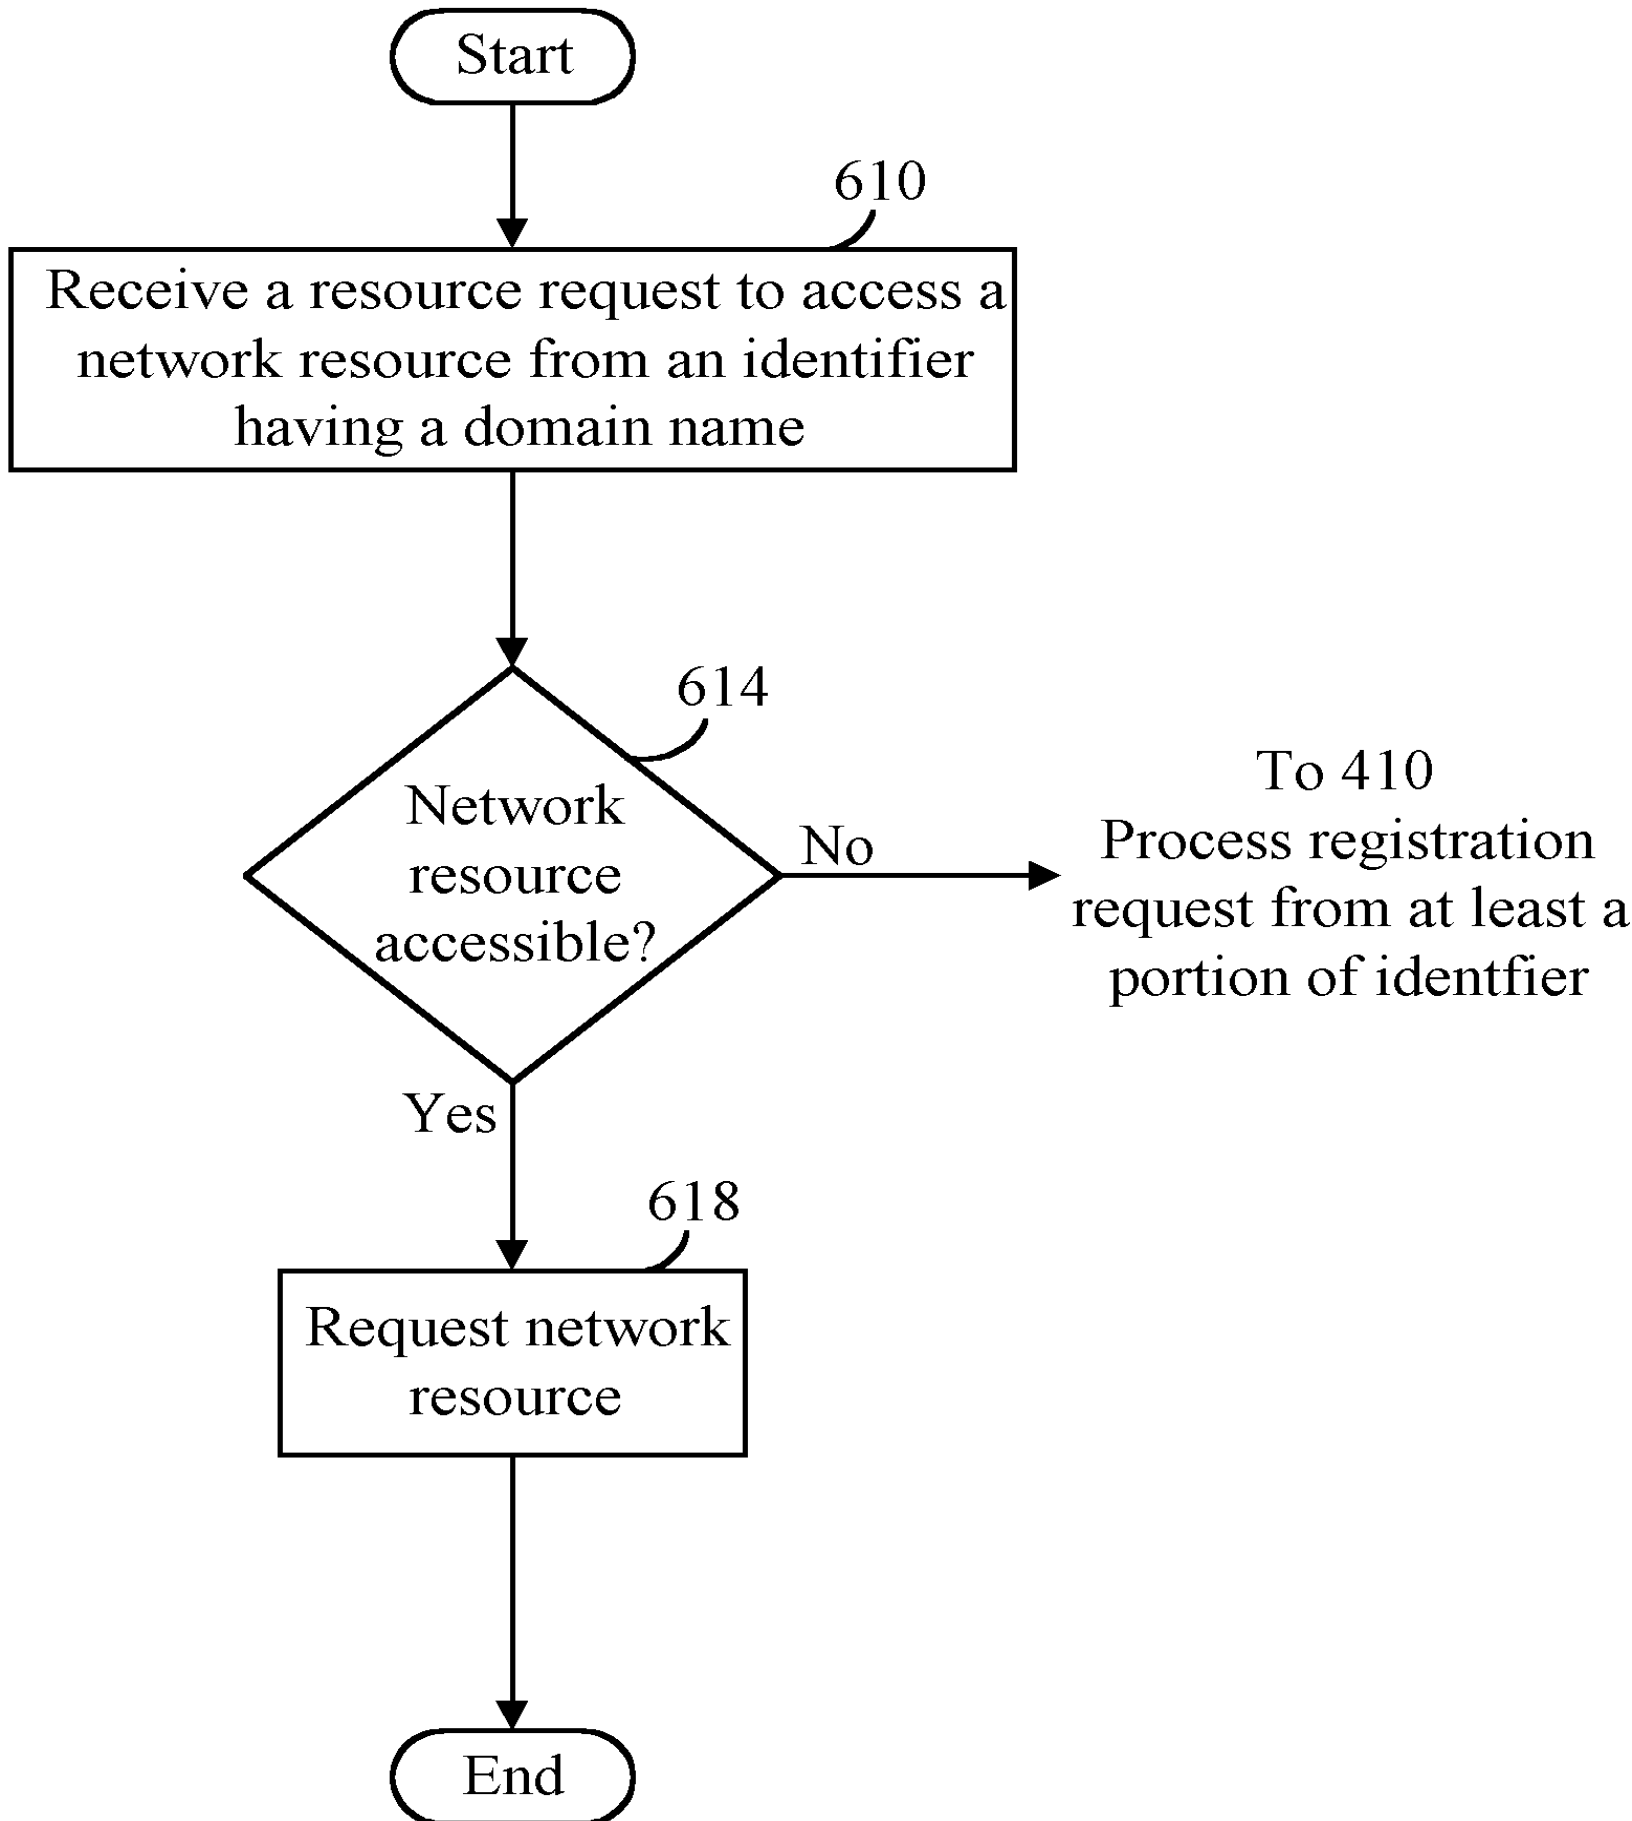 Start
610
Receive a resource request to access a
network resource from an identifier
having a domain name
614
Network
resource
accessible?
No
To 410
Process registration
request from at least a
portion of identfier
Yes
618
Request network
resource
End